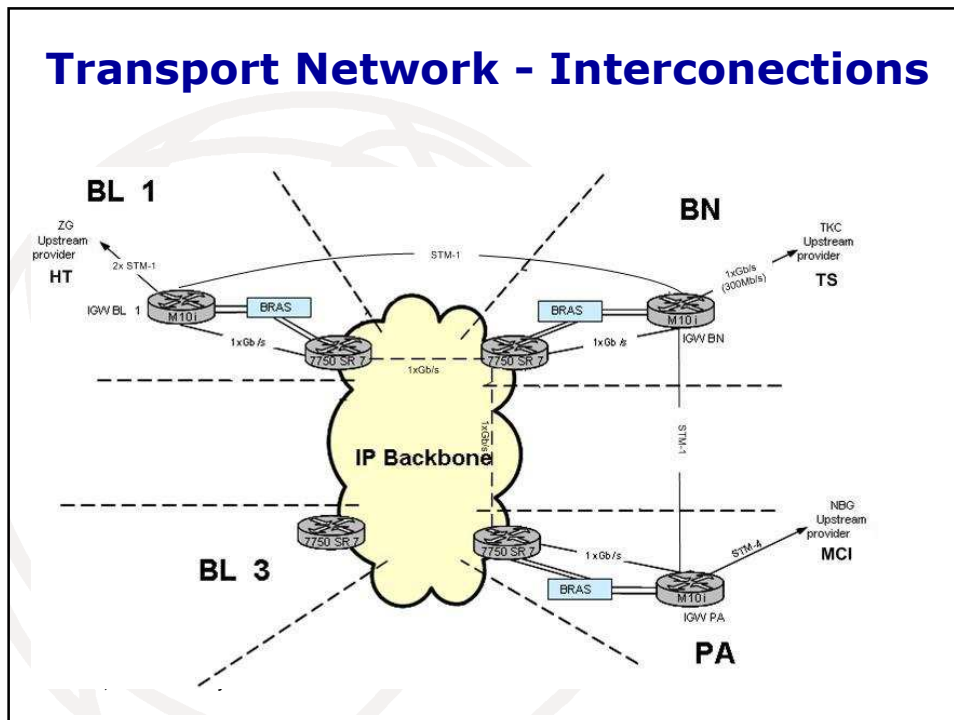 Transport Network - Interconections
BL 1
BN
ZG
Upstream
provider
HT
2x STM-1
STM-1
TKC
Upstream
provider
TS
1xGb/s
(300Mb/s)
BRAS
BRAS
M10i
IGW BL 1
M10i
IGW BN
1xGb /s
1xGb /s
7750 SR 7
7750 SR 7
1xGb/s
1xGb/s
STM-1
IP Backbone
NBG
Upstream
provider
MCI
7750 SR 7
7750 SR 7
1xGb/s
STM-4
BL 3
BRAS
M10i
IGW PA
PA